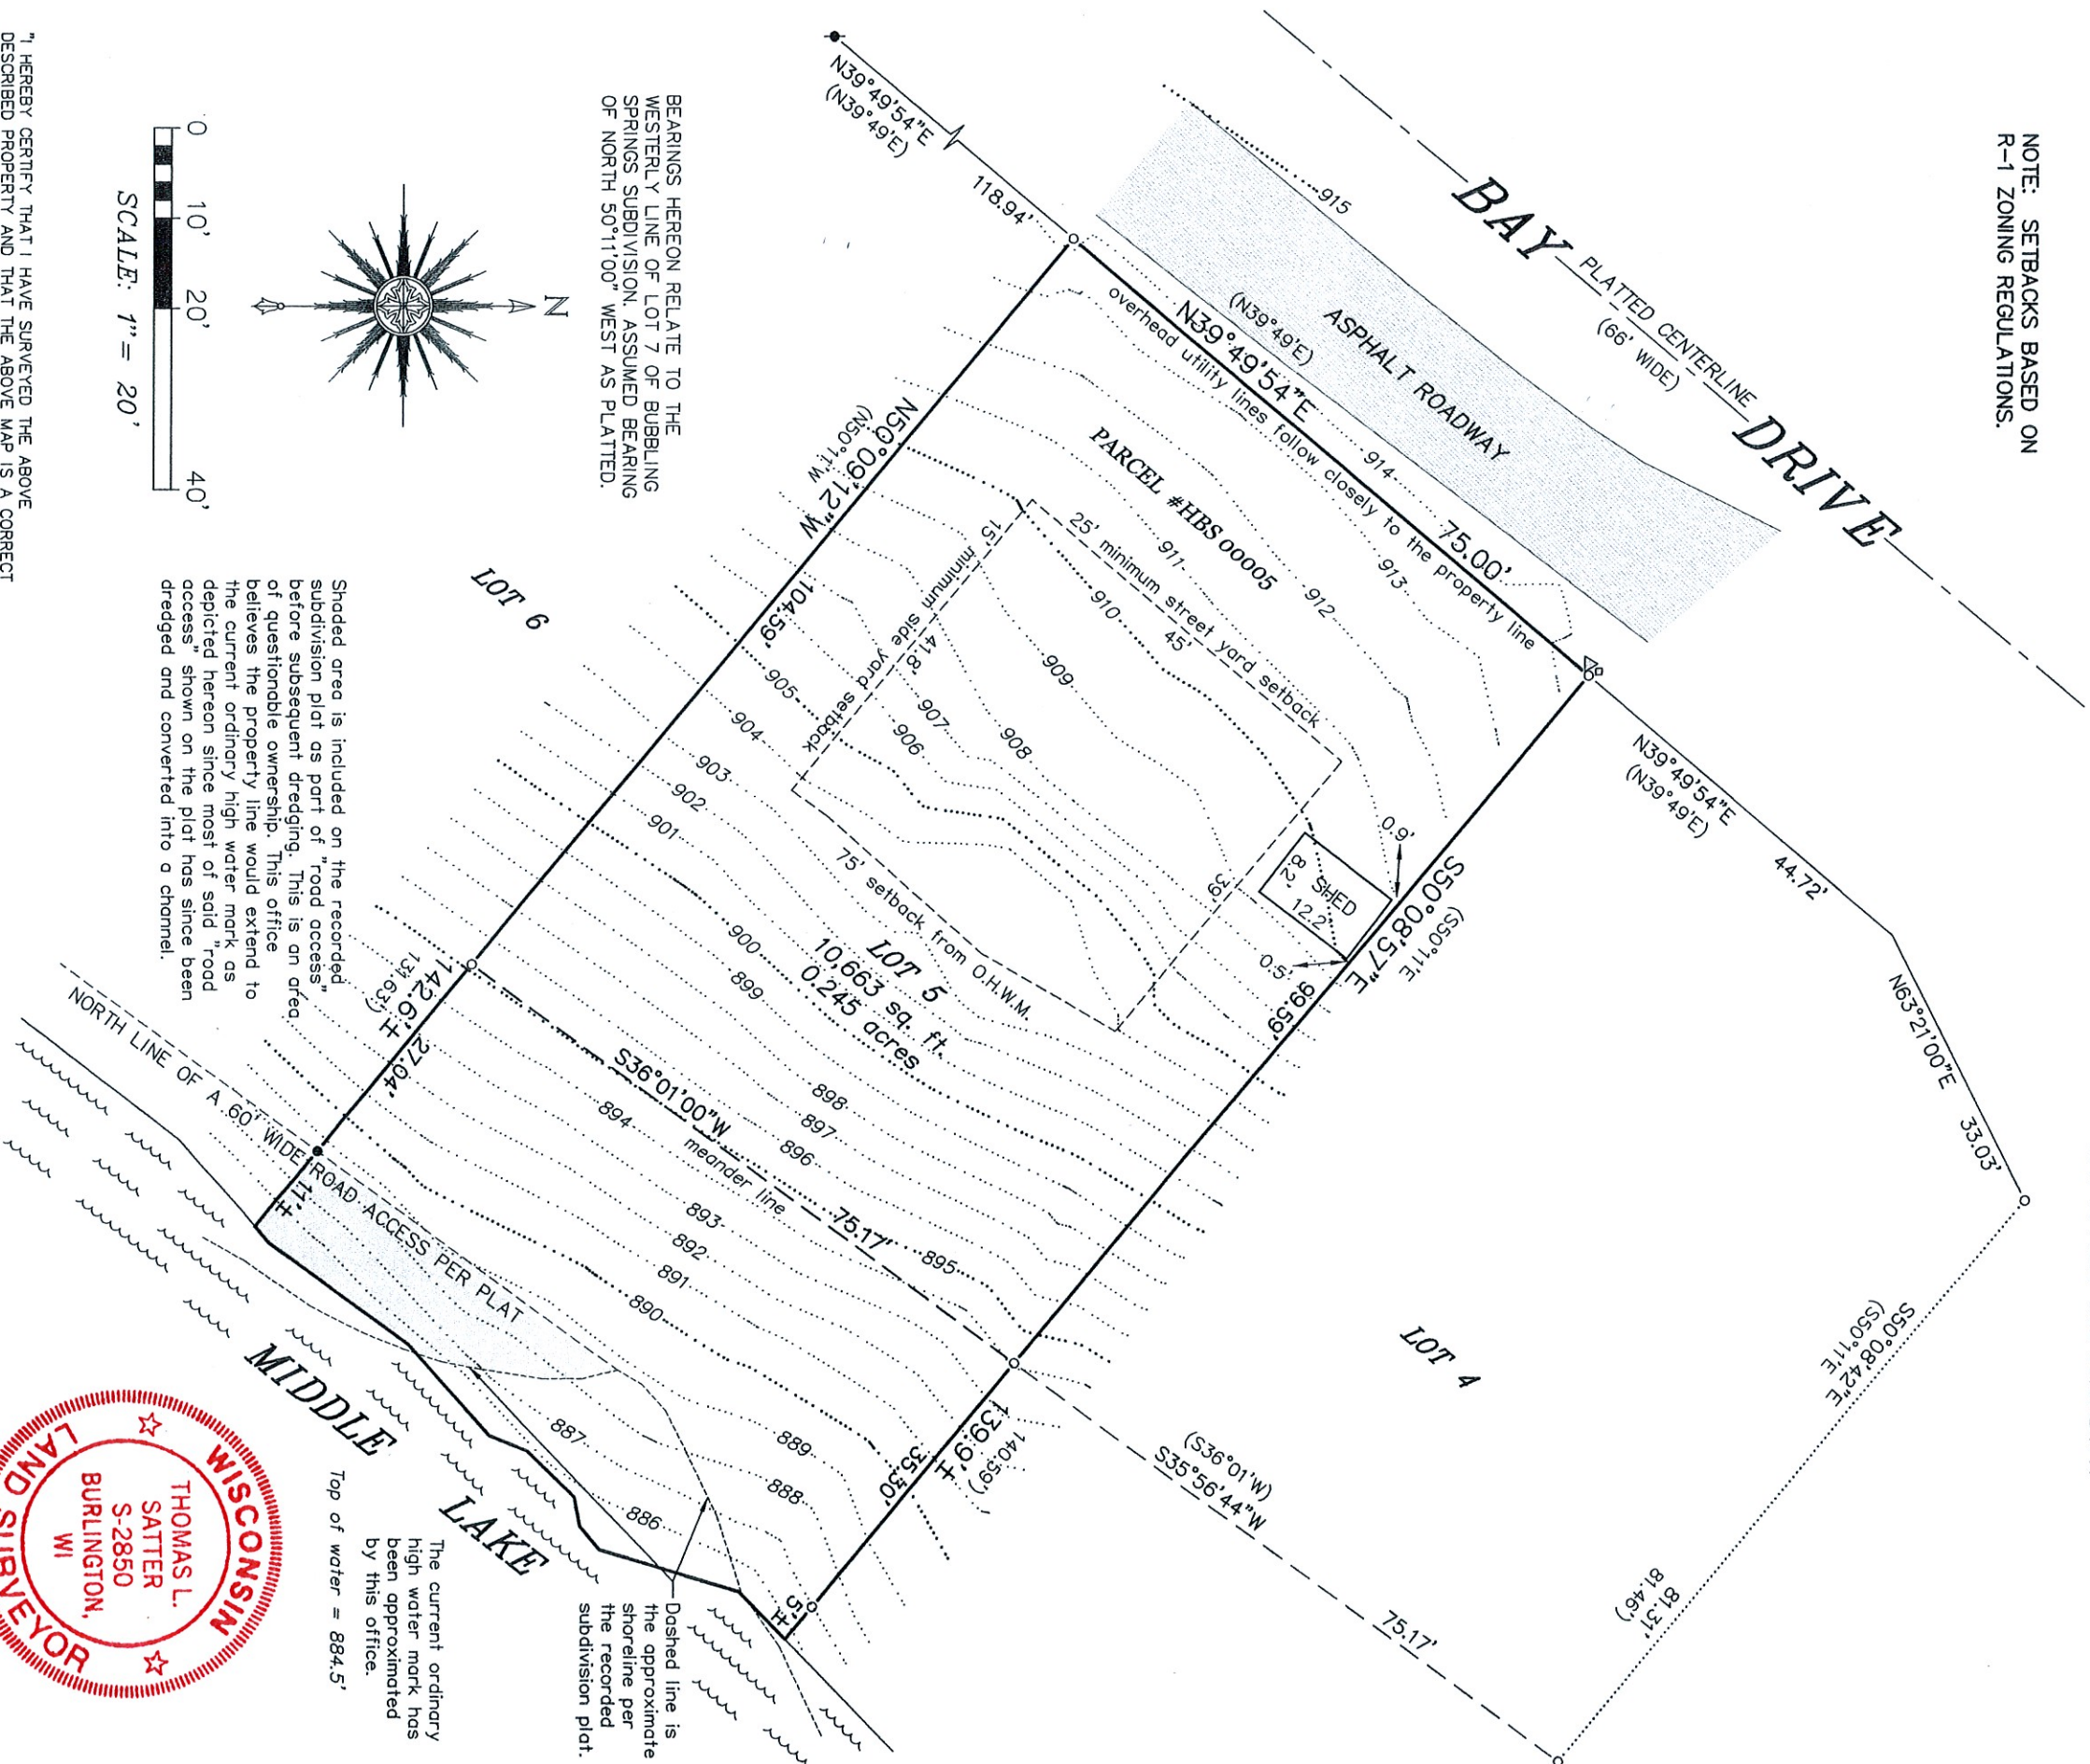 NOTE: SETBACKS BASED ON
R-1 ZONING REGULATIONS.
BAY
DRIVE
PLATTED CENTERLINE
(66' WIDE)
915
ASPHALT ROADWAY
N39°49'54"E
(N39°49'E)
118.94'
N39°49'54"E
(N39°49'E)
75.00'
overhead utility lines follow closely to the property line
914
913
912
911
910
909
908
907
906
905
904
903
902
901
900
899
898
897
896
895
894
893
892
891
890
889
888
887
886
PARCEL #HBS 00005
25' minimum street yard setback
45'
15' minimum side yard setback
41.8'
39'
75' setback from O.H.W.M.
SHED
8.2'
12.2'
0.9'
0.5'
N39°49'54"E
(N39°49'E)
44.72'
N63°21'00"E
33.03'
S50°08'42"E
(S50°11'E)
81.31'
81.46')
S50°08'57"E
(S50°11'E
99.59'
139.9'±
(140.59')
35.30'
5'±
LOT 4
(S36°01'W)
S35°56'44"W
75.17'
N50°09'12"W
(N50°11'W
104.59'
142.6'±
131.63')
27.04'
11'±
LOT 5
10,663 sq. ft.
0.245 acres
S36°01'00"W
75.17'
meander line
LOT 6
BEARINGS HEREON RELATE TO THE
WESTERLY LINE OF LOT 7 OF BUBBLING
SPRINGS SUBDIVISION. ASSUMED BEARING
OF NORTH 50°11'00" WEST AS PLATTED.
N
0
10'
20'
40'
SCALE: 1" = 20'
Shaded area is included on the recorded
subdivision plat as part of "road access"
before subsequent dredging. This is an area
of questionable ownership. This office
believes the property line would extend to
the current ordinary high water mark as
depicted hereon since most of said "road
access" shown on the plat has since been
dredged and converted into a channel.
NORTH LINE OF A 60' WIDE ROAD ACCESS PER PLAT
MIDDLE
LAKE
Top of water = 884.5'
The current ordinary
high water mark has
been approximated
by this office.
Dashed line is
the approximate
shoreline per
the recorded
subdivision plat.
WISCONSIN
THOMAS L.
SATTER
S-2850
BURLINGTON,
WI
LAND SURVEYOR
"I HEREBY CERTIFY THAT I HAVE SURVEYED THE ABOVE
DESCRIBED PROPERTY AND THAT THE ABOVE MAP IS A CORRECT